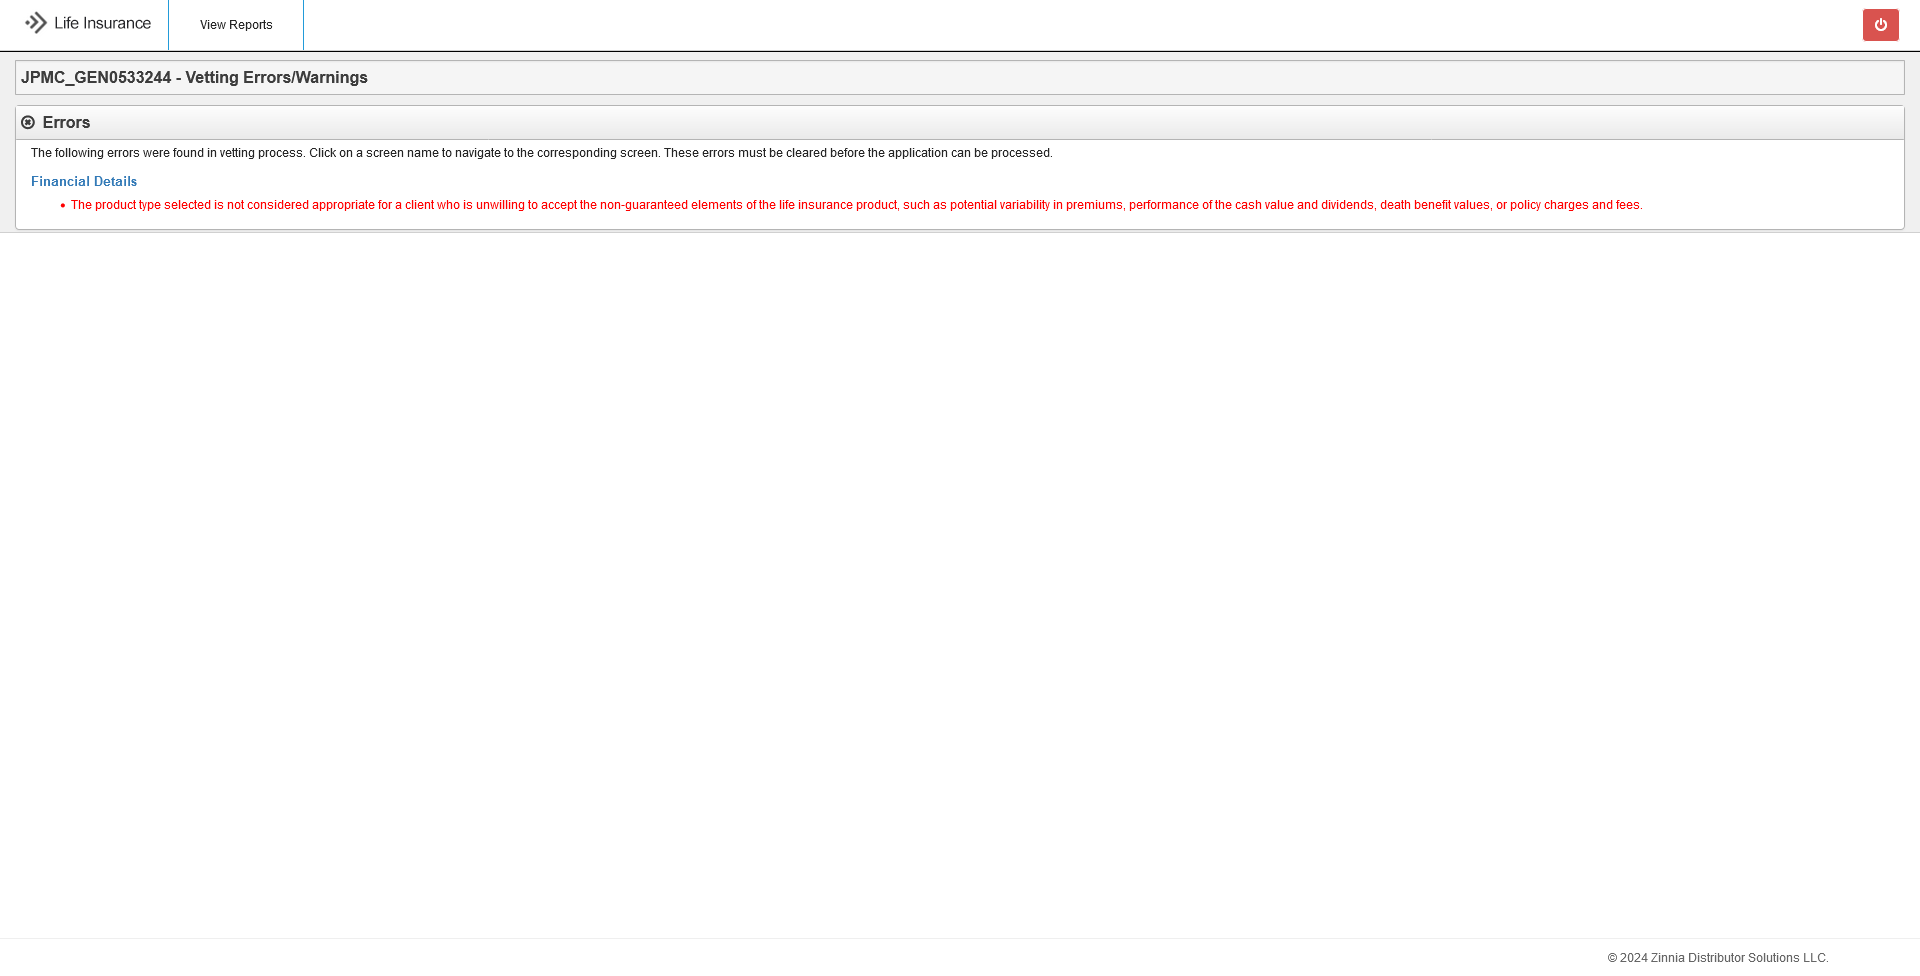 Life Insurance
View Reports
JPMC_GEN0533244 - Vetting Errors/Warnings
Errors
The following errors were found in vetting process. Click on a screen name to navigate to the corresponding screen. These errors must be cleared before the application can be processed.
Financial Details
• The product type selected is not considered appropriate for a client who is unwilling to accept the non-guaranteed elements of the life insurance product, such as potential variability in premiums, performance of the cash value and dividends, death benefit values, or policy charges and fees.
© 2024 Zinnia Distributor Solutions LLC.